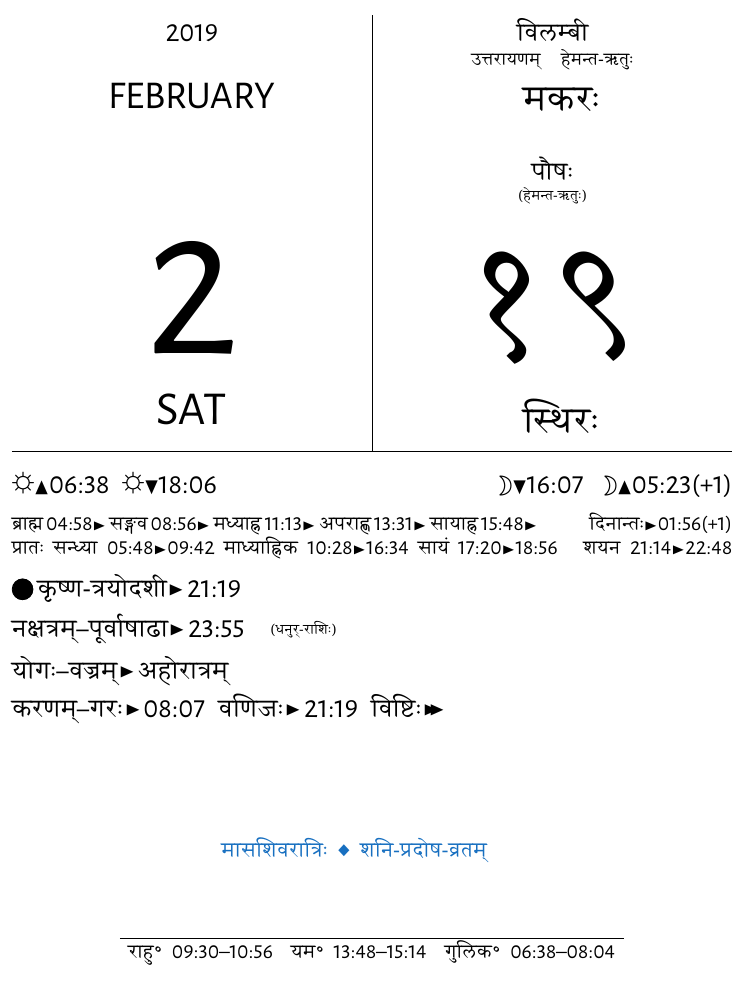 2019
FEBRUARY
2
SAT
विलम्बी
उत्तरायणम् हेमन्त-ऋतुः
मकरः
पौषः
(हेमन्त-ऋतुः)
१९
स्थिरः
☼▲06:38 ☼▼18:06 ☽▼16:07 ☽▲05:23(+1)
ब्राह्म 04:58► सङ्गव 08:56► मध्याह्न 11:13► अपराह्ण 13:31► सायाह्न 15:48► दिनान्तः►01:56(+1)
प्रातः सन्ध्या 05:48►09:42 माध्याह्निक 10:28►16:34 सायं 17:20►18:56 शयन 21:14►22:48
कृष्ण-त्रयोदशी► 21:19
नक्षत्रम्–पूर्वाषाढा► 23:55 (धनुर्-राशिः)
योगः–वज्रम्► अहोरात्रम्
करणम्–गरः► 08:07 वणिजः► 21:19 विष्टिः►►
मासशिवरात्रिः ◆ शनि-प्रदोष-व्रतम्
राहु॰ 09:30–10:56 यम॰ 13:48–15:14 गुलिक॰ 06:38–08:04